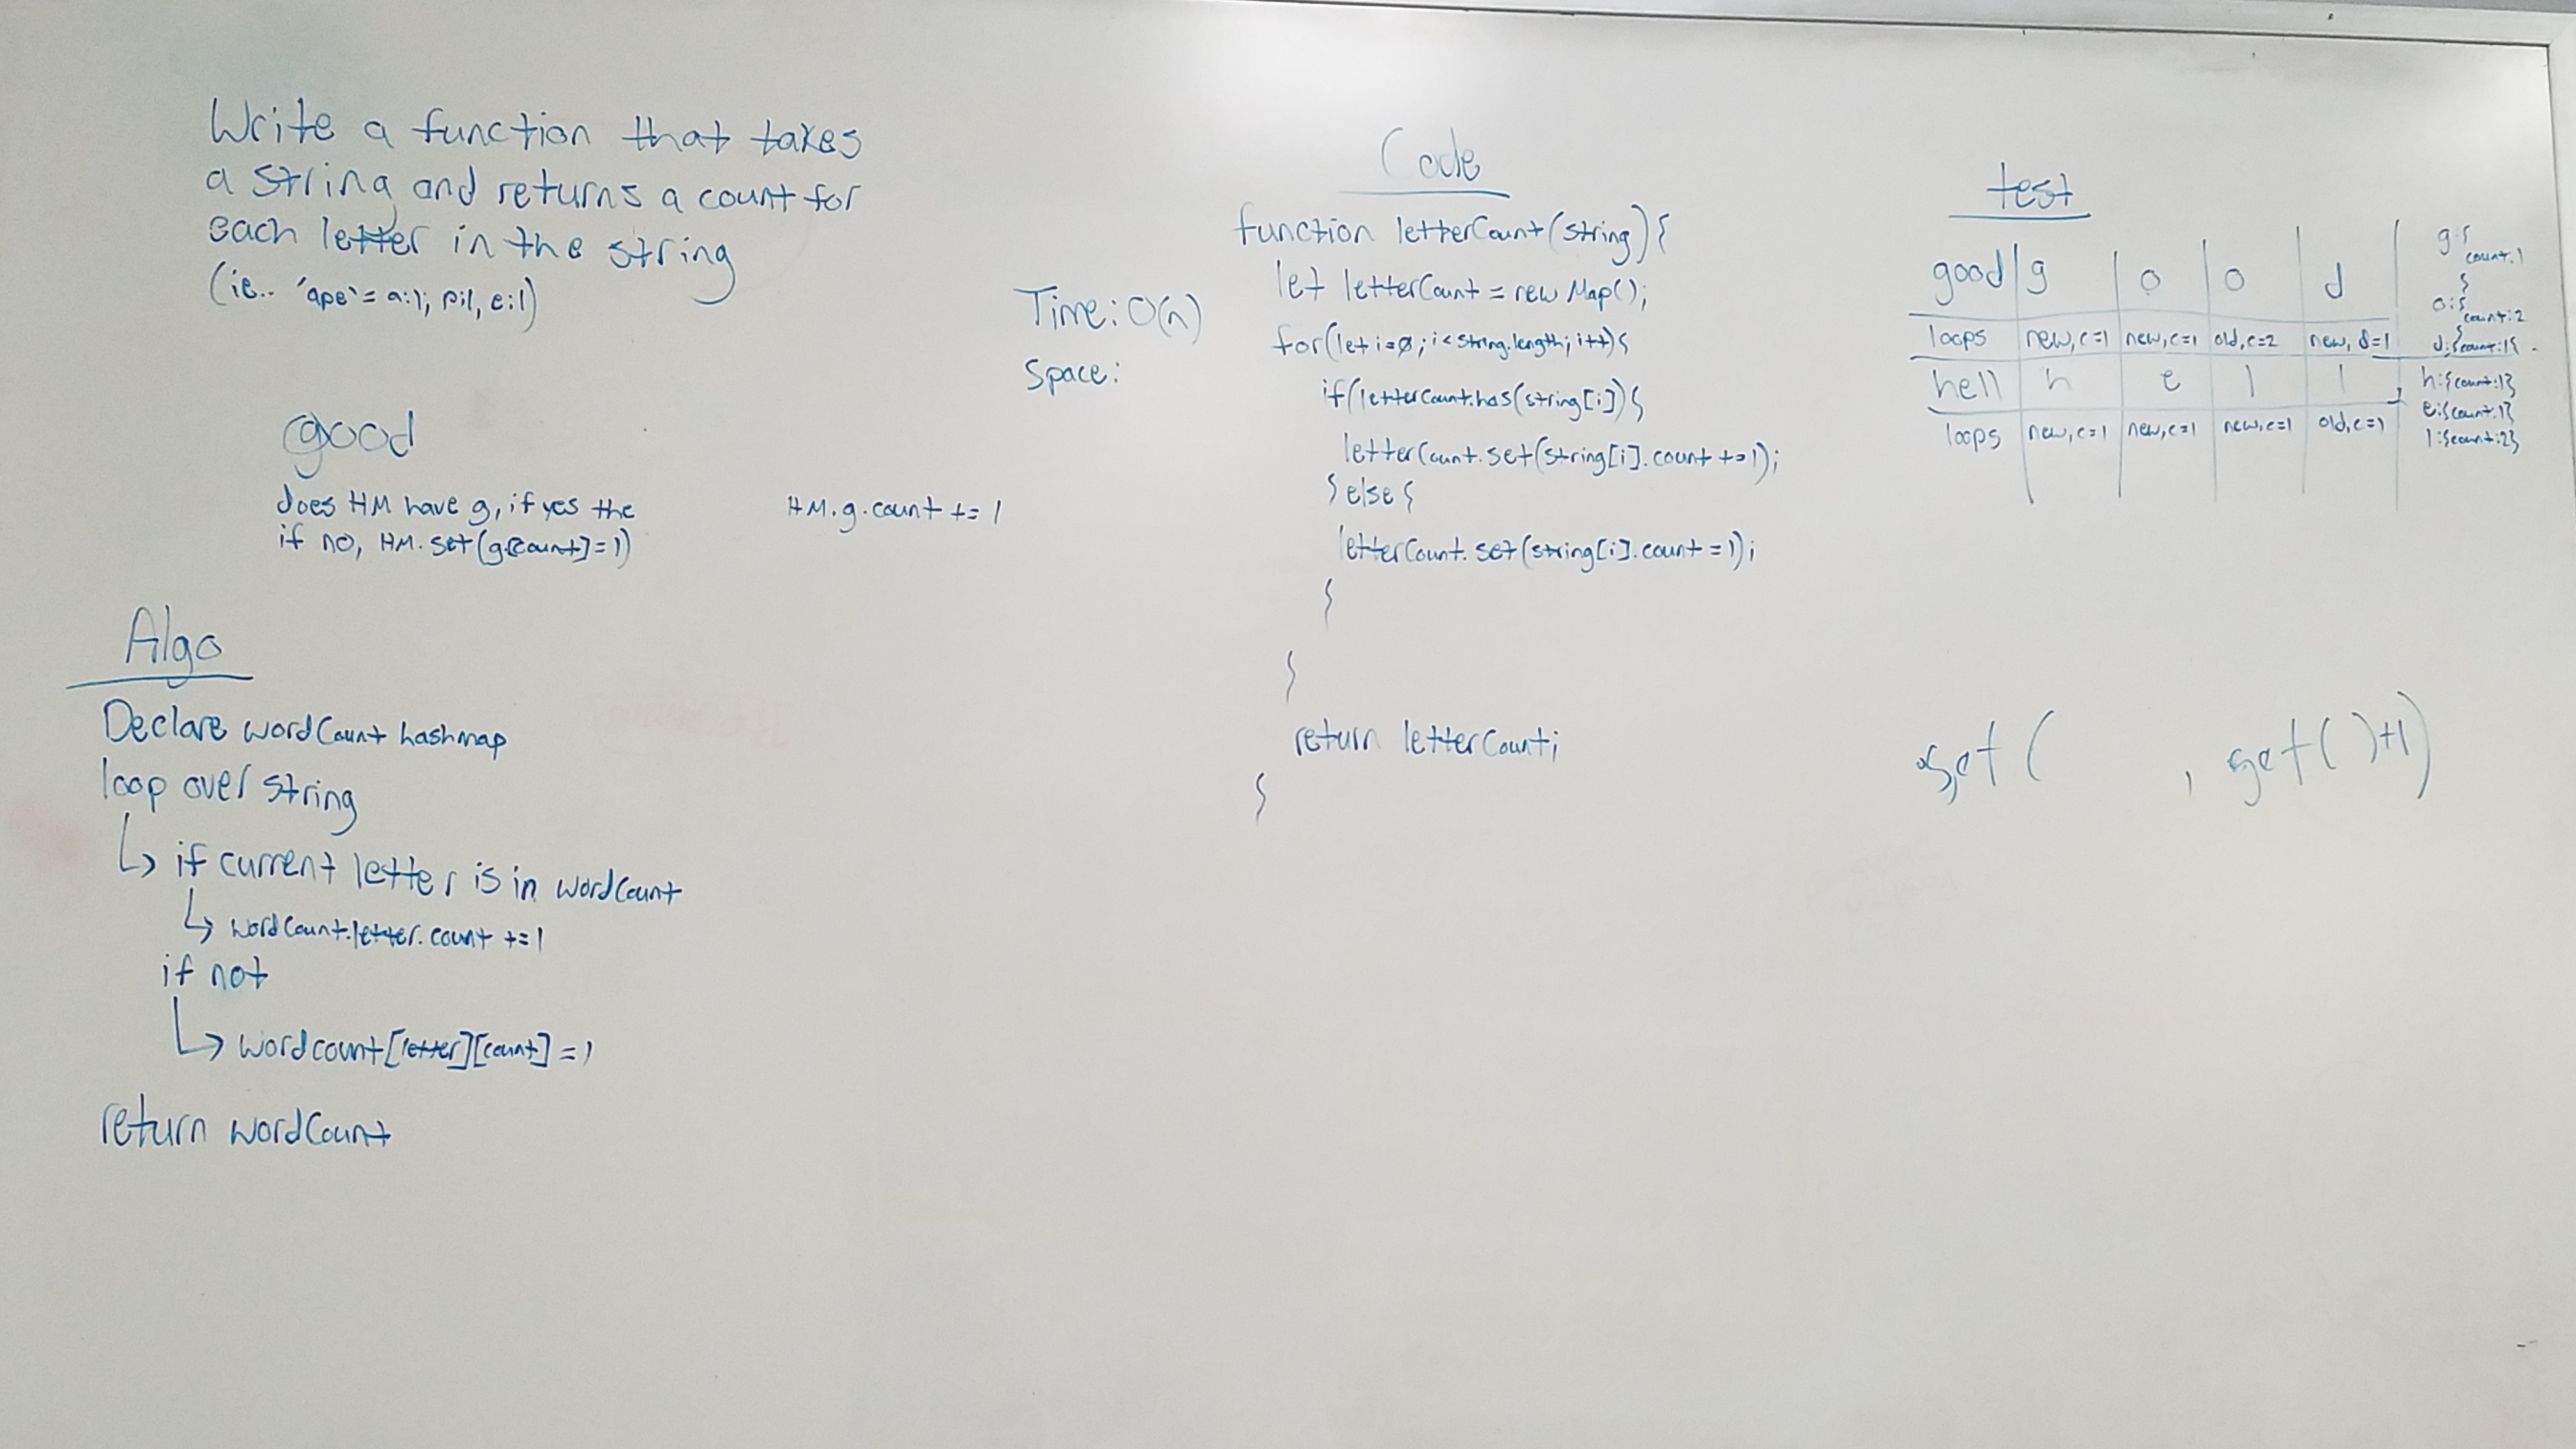 Write a function that takes
a string and returns a count for
each letter in the string
(ie.. 'ape' = a:1; p:1, e:1)
good
does HM have g, if yes the HM.g.count += 1
if no, HM.set(g.[count]=1)
Algo
Declare wordCount hashmap
loop over string
↳ if current letter is in wordCount
↳ wordCount.letter.count +=1
if not
↳ wordcount[letter][count] = 1
return wordCount
Time: O(n)
Space:
Code
function letterCount(string){
let letterCount = new Map();
for(let i=0; i< string.length; i++){
if(letterCount.has(string[i]){
letterCount.set(string[i].count +=1);
}else{
letterCount.set(string[i].count =1);
}
}
return letterCount;
}
test
good g o o d g:{ count:1 }
o:{ count:2 }
loops new,c=1 new,c=1 old,c=2 new,d=1 d:{count:1{
hell h e l l h:{count:1}
e:{count:1}
loops new,c=1 new,c=1 new,c=1 old,c=1 l:{count:2}
set( , get( )+1)